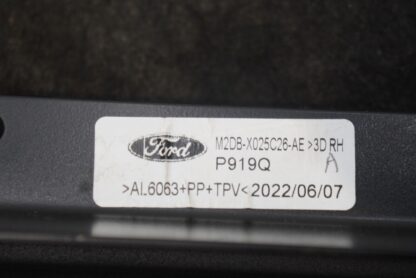 Ford
M2DB-X025C26-AE >3D RH
P919Q
A
>AL6063+PP+TPV< 2022/06/07